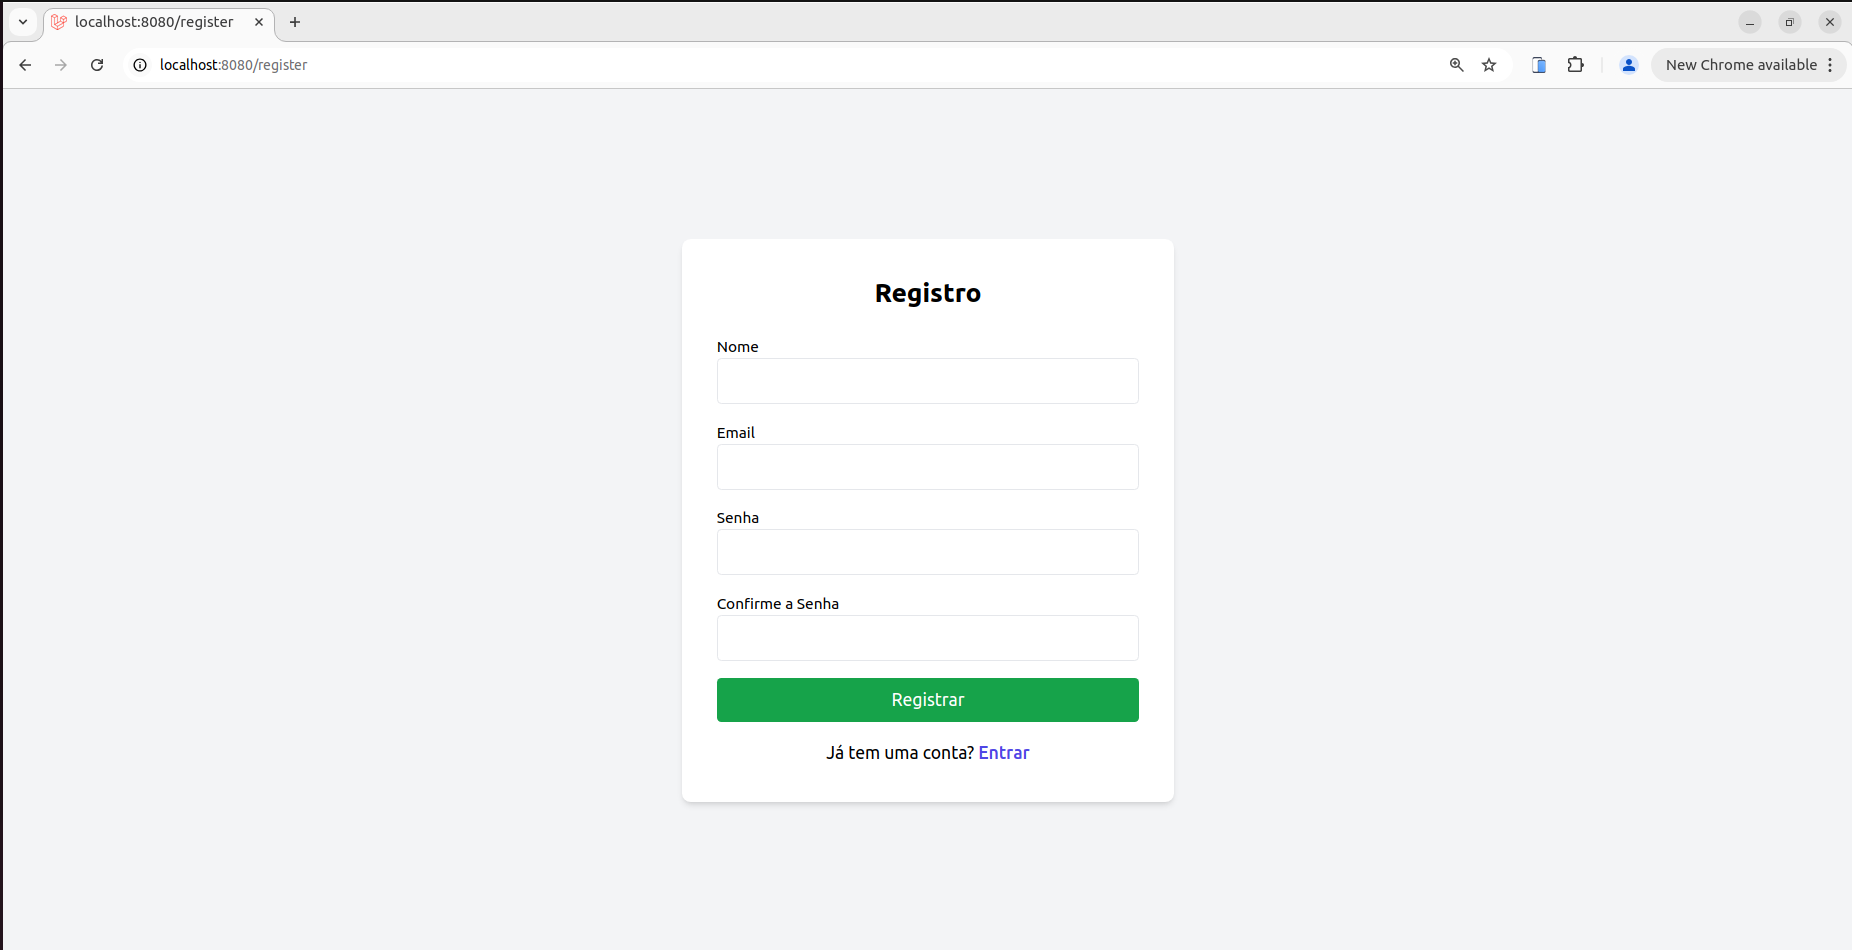 localhost:8080/register
localhost:8080/register
New Chrome available
Registro
Nome
Email
Senha
Confirme a Senha
Registrar
Já tem uma conta? Entrar